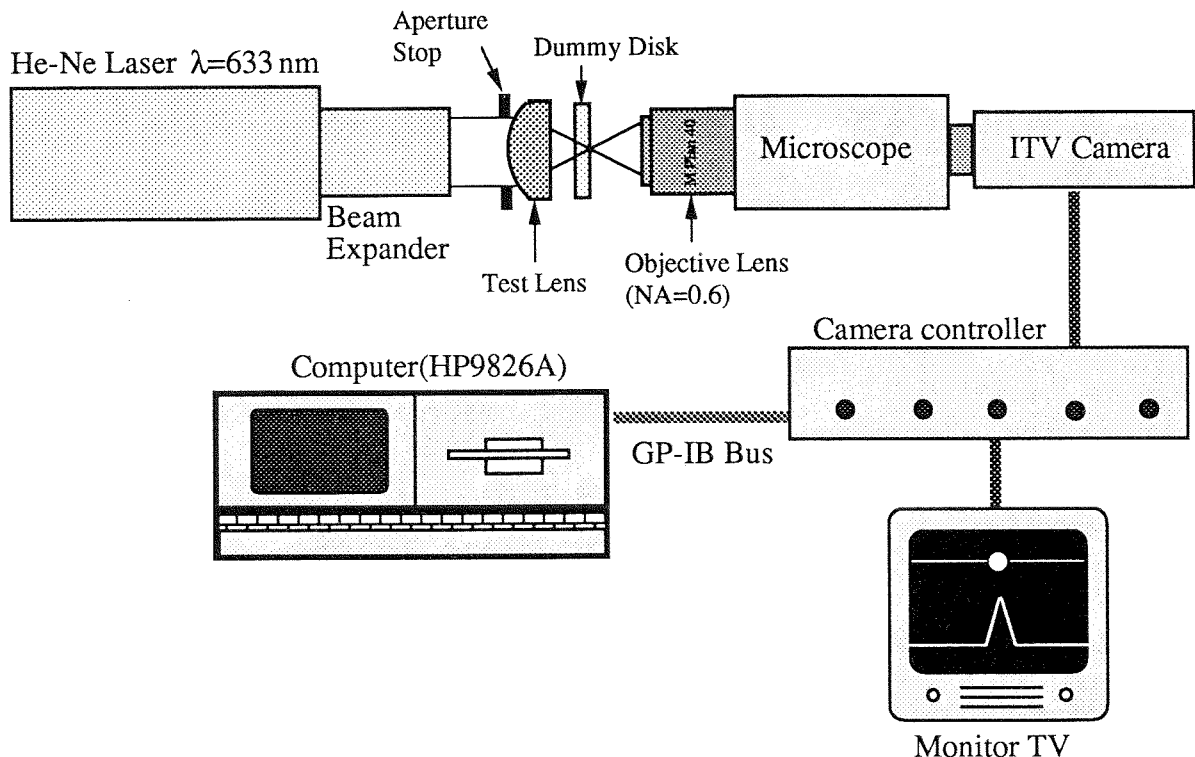 Aperture
Stop
Dummy Disk
He-Ne Laser λ=633 nm
M Plan 40
Microscope
ITV Camera
Beam
Expander
Test Lens
Objective Lens
(NA=0.6)
Camera controller
Computer(HP9826A)
GP-IB Bus
Monitor TV